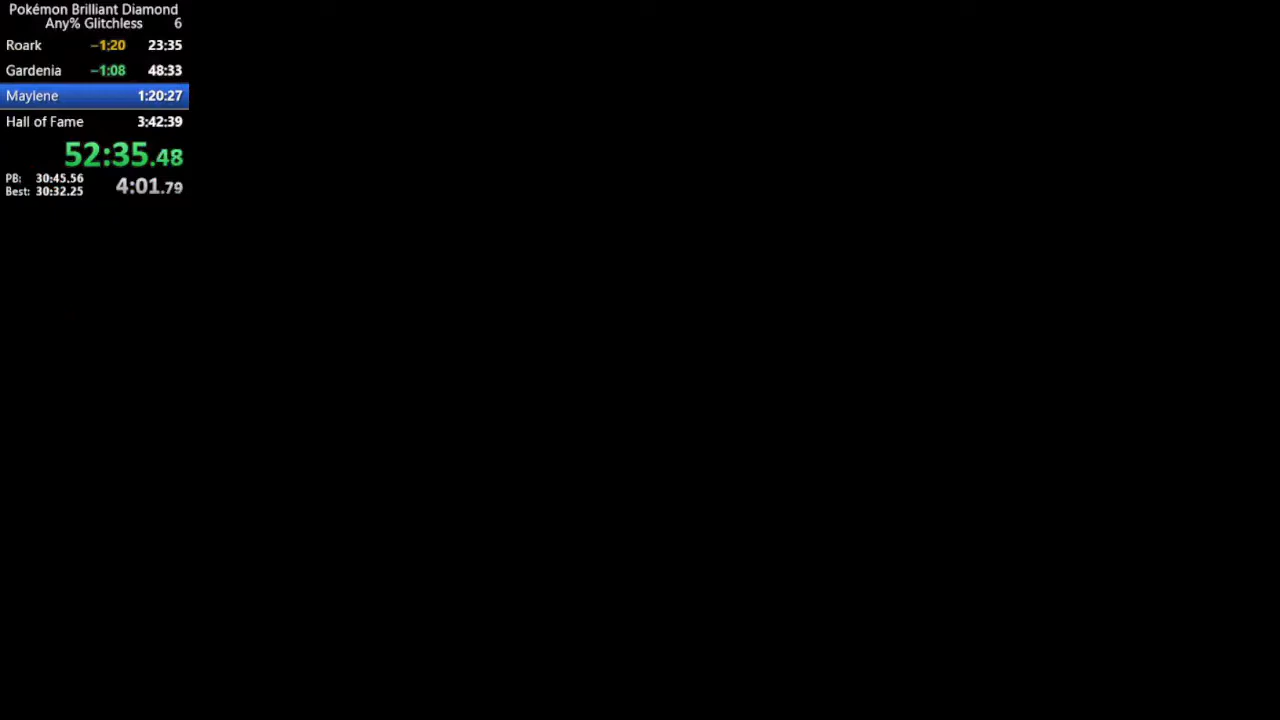 Pokémon Brilliant Diamond
Any% Glitchless 6
Roark −1:20 23:35
Gardenia −1:08 48:33
Maylene 1:20:27
Hall of Fame 3:42:39
52:35.48
PB: 30:45.56
Best: 30:32.25
4:01.79